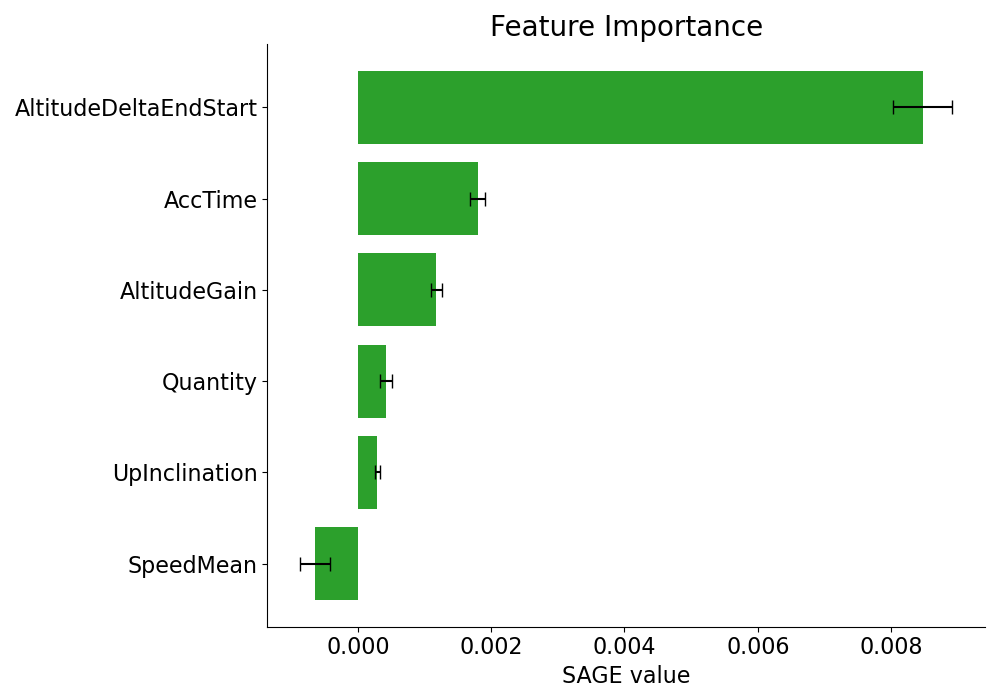 Feature Importance
AltitudeDeltaEndStart
AccTime
AltitudeGain
Quantity
UpInclination
SpeedMean
0.000 0.002 0.004 0.006 0.008
SAGE value